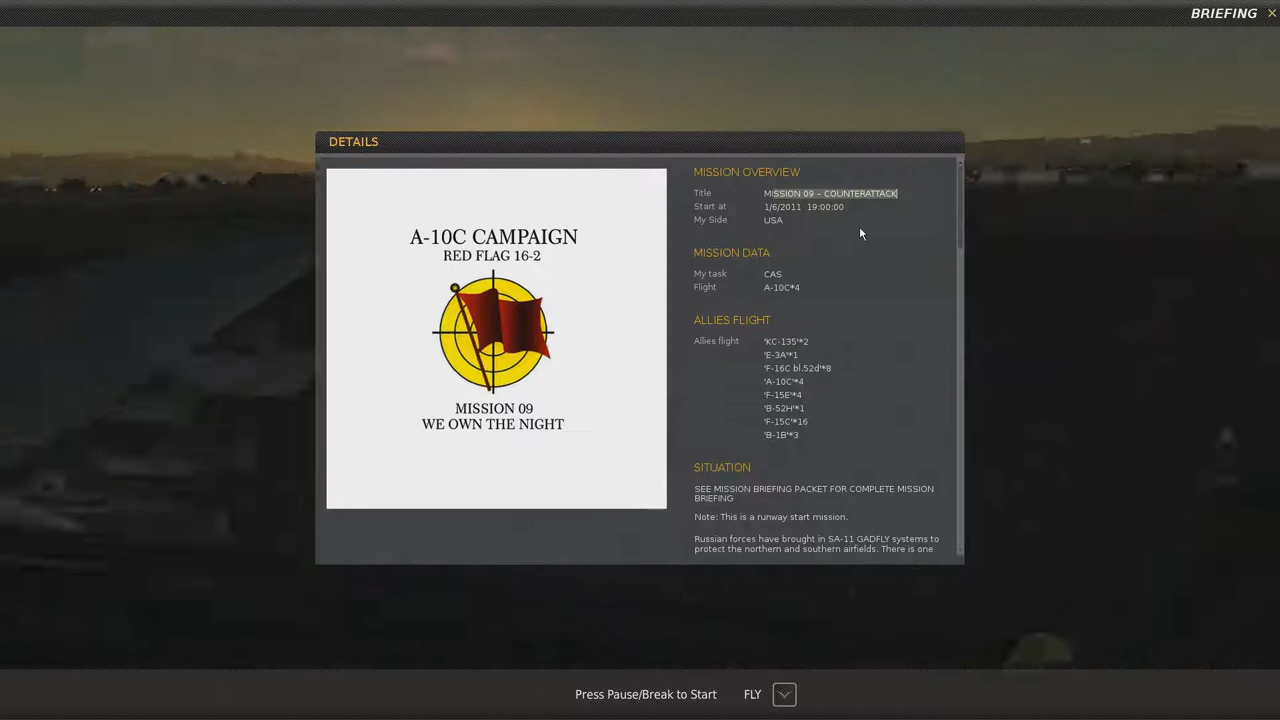 BRIEFING ×
DETAILS
A-10C CAMPAIGN
RED FLAG 16-2
MISSION 09
WE OWN THE NIGHT
MISSION OVERVIEW
Title MISSION 09 – COUNTERATTACK
Start at 1/6/2011 19:00:00
My Side USA
MISSION DATA
My task CAS
Flight A-10C*4
ALLIES FLIGHT
Allies flight 'KC-135'*2
'E-3A'*1
'F-16C bl.52d'*8
'A-10C'*4
'F-15E'*4
'B-52H'*1
'F-15C'*16
'B-1B'*3
SITUATION
SEE MISSION BRIEFING PACKET FOR COMPLETE MISSION
BRIEFING
Note: This is a runway start mission.
Russian forces have brought in SA-11 GADFLY systems to
protect the northern and southern airfields. There is one
Press Pause/Break to Start FLY